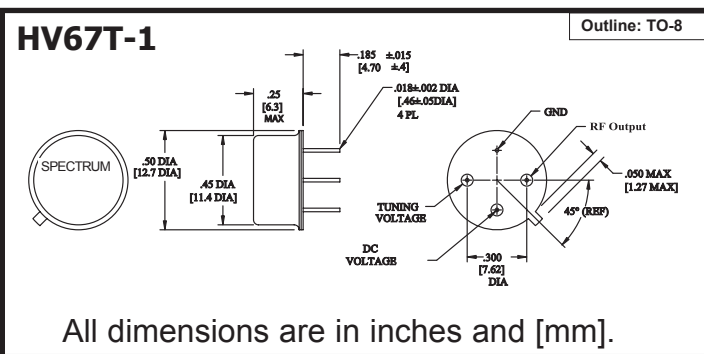 HV67T-1
Outline: TO-8
.185 ±.015
[4.70 ±.4]
.25
[6.3]
MAX
.018±.002 DIA
[.46±.05DIA]
4 PL
GND
RF Output
SPECTRUM
.50 DIA
[12.7 DIA]
.45 DIA
[11.4 DIA]
.050 MAX
[1.27 MAX]
TUNING
VOLTAGE
45° (REF)
DC
VOLTAGE
.300
[7.62]
DIA
All dimensions are in inches and [mm].